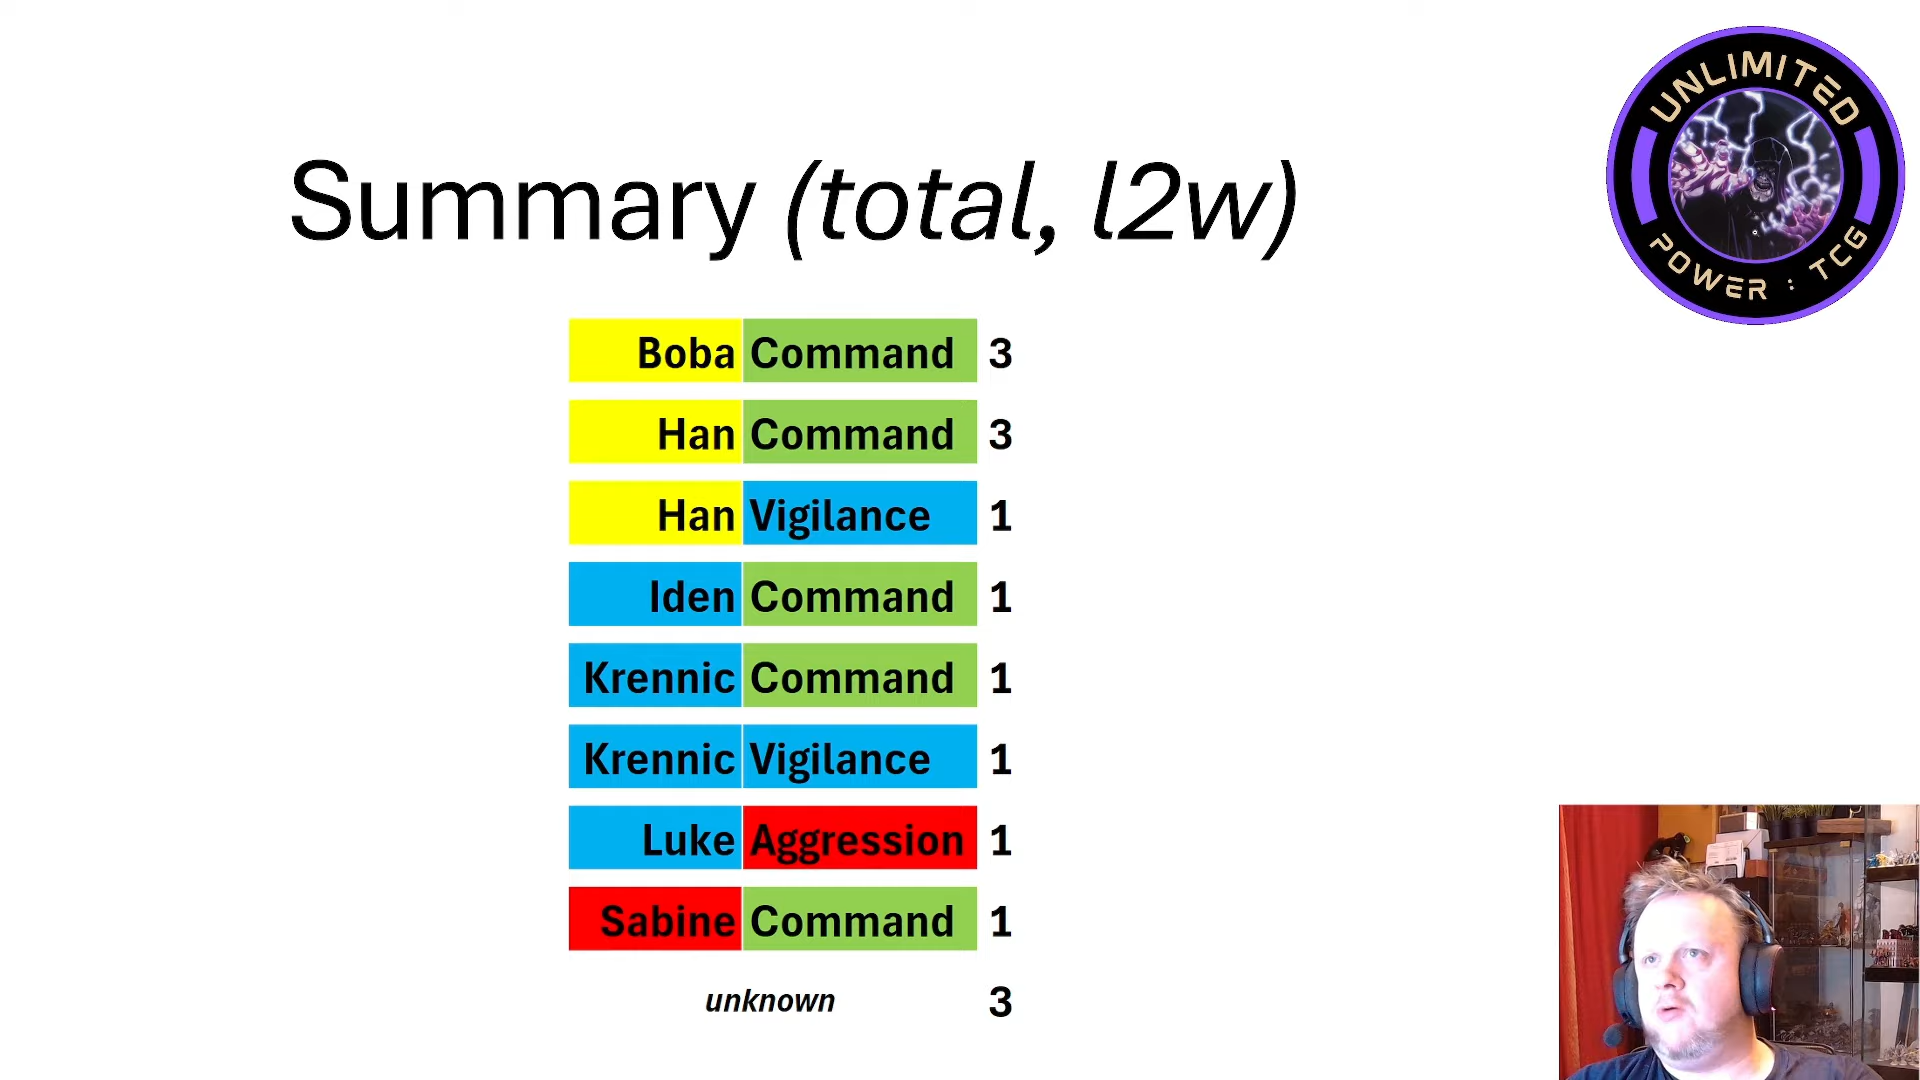 UNLIMITED
POWER : TCG
Summary (total, l2w)
Boba Command 3
Han Command 3
Han Vigilance 1
Iden Command 1
Krennic Command 1
Krennic Vigilance 1
Luke Aggression 1
Sabine Command 1
unknown 3